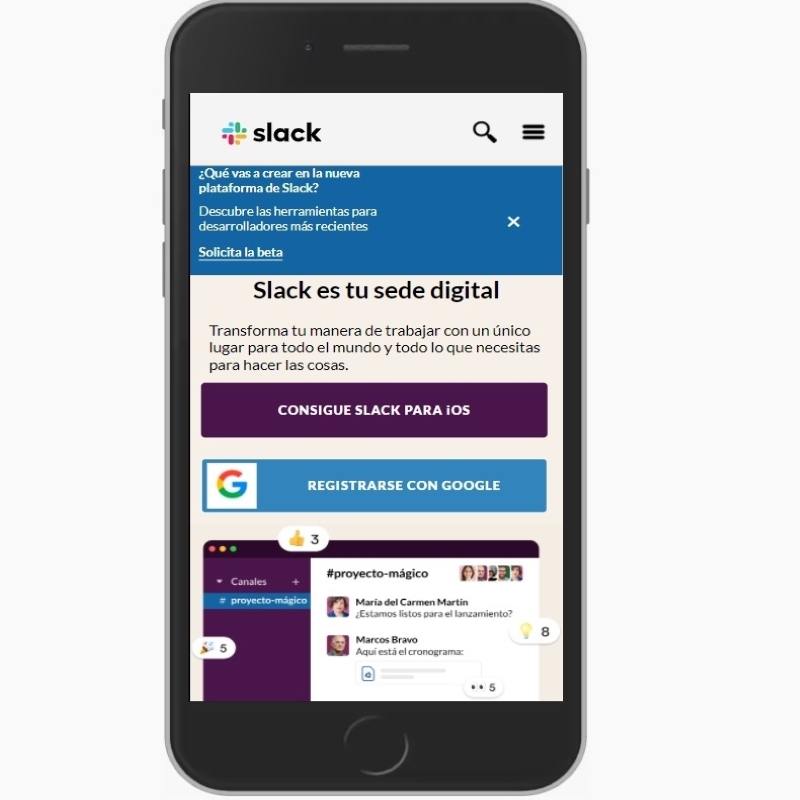 slack
¿Qué vas a crear en la nueva
plataforma de Slack?
Descubre las herramientas para
desarrolladores más recientes
Solicita la beta
Slack es tu sede digital
Transforma tu manera de trabajar con un único
lugar para todo el mundo y todo lo que necesitas
para hacer las cosas.
CONSIGUE SLACK PARA iOS
REGISTRARSE CON GOOGLE
3
Canales +
# proyecto-mágico
#proyecto-mágico
María del Carmen Martín
¿Estamos listos para el lanzamiento?
8
5
Marcos Bravo
Aquí está el cronograma:
5